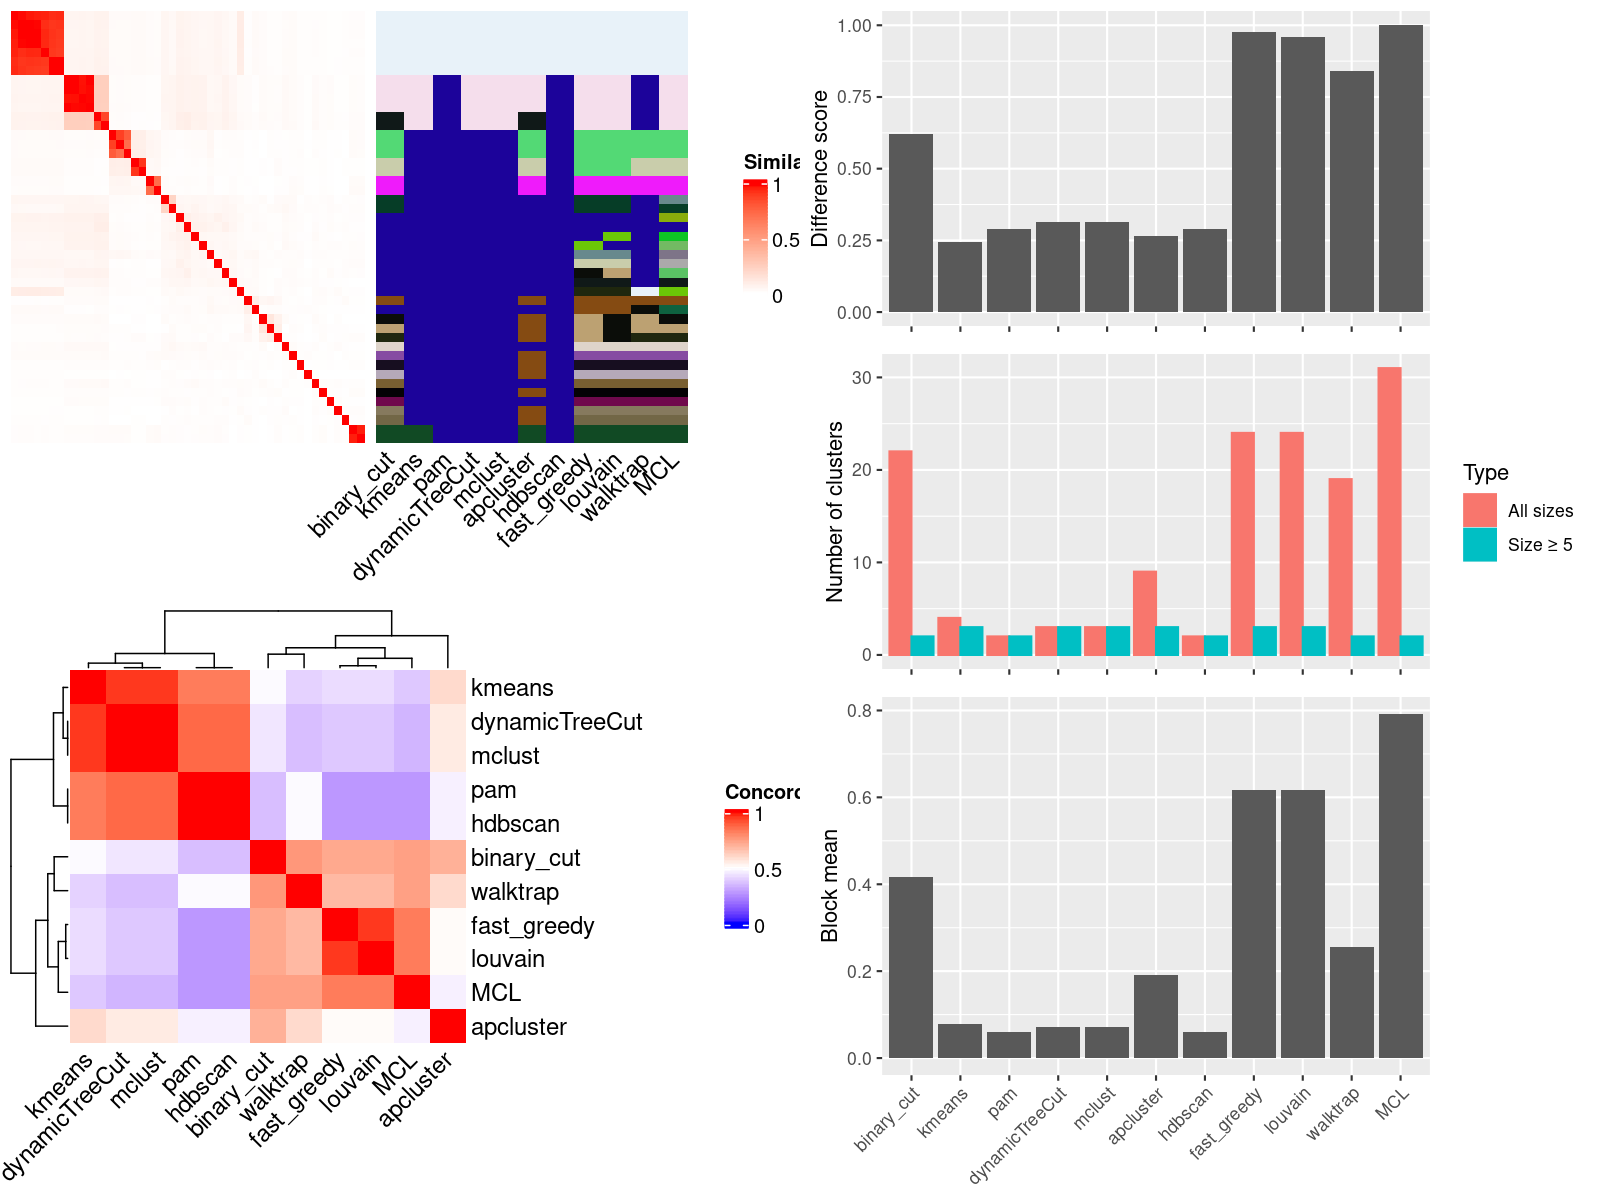 Simila
1
0.5
0
binary_cut
kmeans
pam
dynamicTreeCut
mclust
apcluster
hdbscan
fast_greedy
louvain
walktrap
MCL
Difference score
1.00
0.75
0.50
0.25
0.00
Number of clusters
30
20
10
0
Type
All sizes
Size ≥ 5
kmeans
dynamicTreeCut
mclust
pam
hdbscan
binary_cut
walktrap
fast_greedy
louvain
MCL
apcluster
kmeans
dynamicTreeCut
mclust
pam
hdbscan
binary_cut
walktrap
fast_greedy
louvain
MCL
apcluster
Concord
1
0.5
0
Block mean
0.8
0.6
0.4
0.2
0.0
binary_cut
kmeans
pam
dynamicTreeCut
mclust
apcluster
hdbscan
fast_greedy
louvain
walktrap
MCL